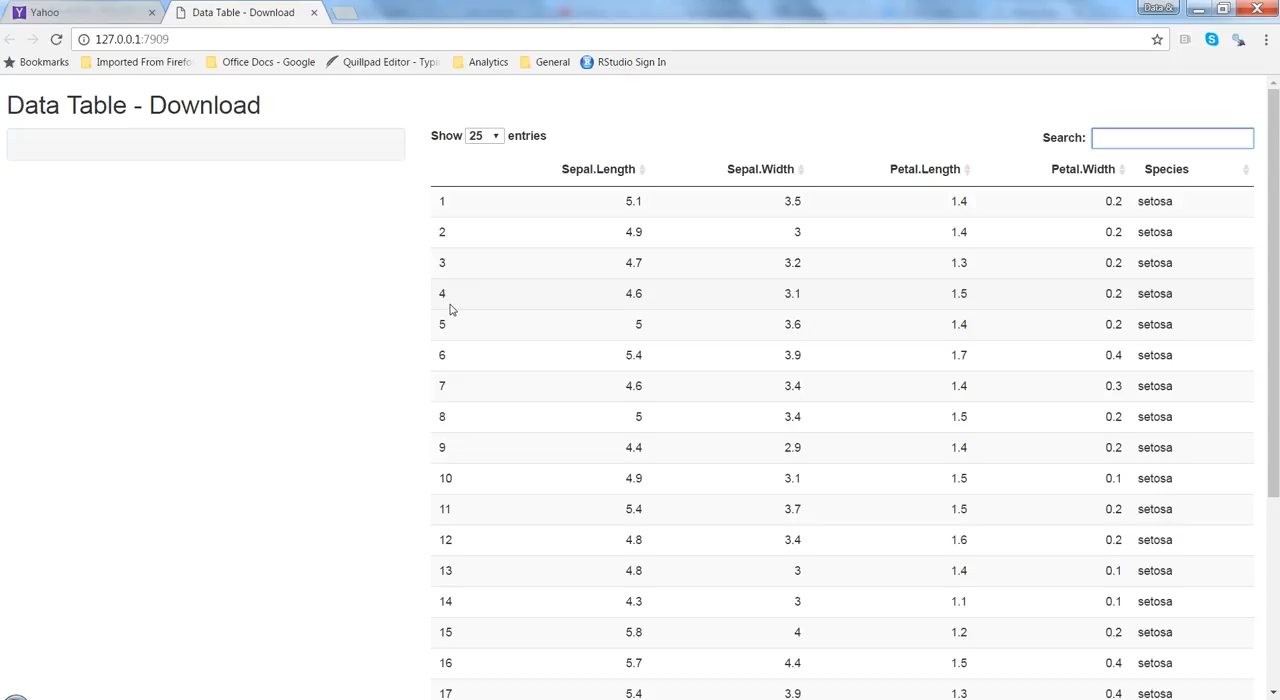 Yahoo Data Table - Download Data &
127.0.0.1:7909
Bookmarks Imported From Firefo Office Docs - Google Quillpad Editor - Typi Analytics General RStudio Sign In
Data Table - Download
Show 25 entries Search:
Sepal.Length Sepal.Width Petal.Length Petal.Width Species
1 5.1 3.5 1.4 0.2 setosa
2 4.9 3 1.4 0.2 setosa
3 4.7 3.2 1.3 0.2 setosa
4 4.6 3.1 1.5 0.2 setosa
5 5 3.6 1.4 0.2 setosa
6 5.4 3.9 1.7 0.4 setosa
7 4.6 3.4 1.4 0.3 setosa
8 5 3.4 1.5 0.2 setosa
9 4.4 2.9 1.4 0.2 setosa
10 4.9 3.1 1.5 0.1 setosa
11 5.4 3.7 1.5 0.2 setosa
12 4.8 3.4 1.6 0.2 setosa
13 4.8 3 1.4 0.1 setosa
14 4.3 3 1.1 0.1 setosa
15 5.8 4 1.2 0.2 setosa
16 5.7 4.4 1.5 0.4 setosa
17 5.4 3.9 1.3 0.4 setosa